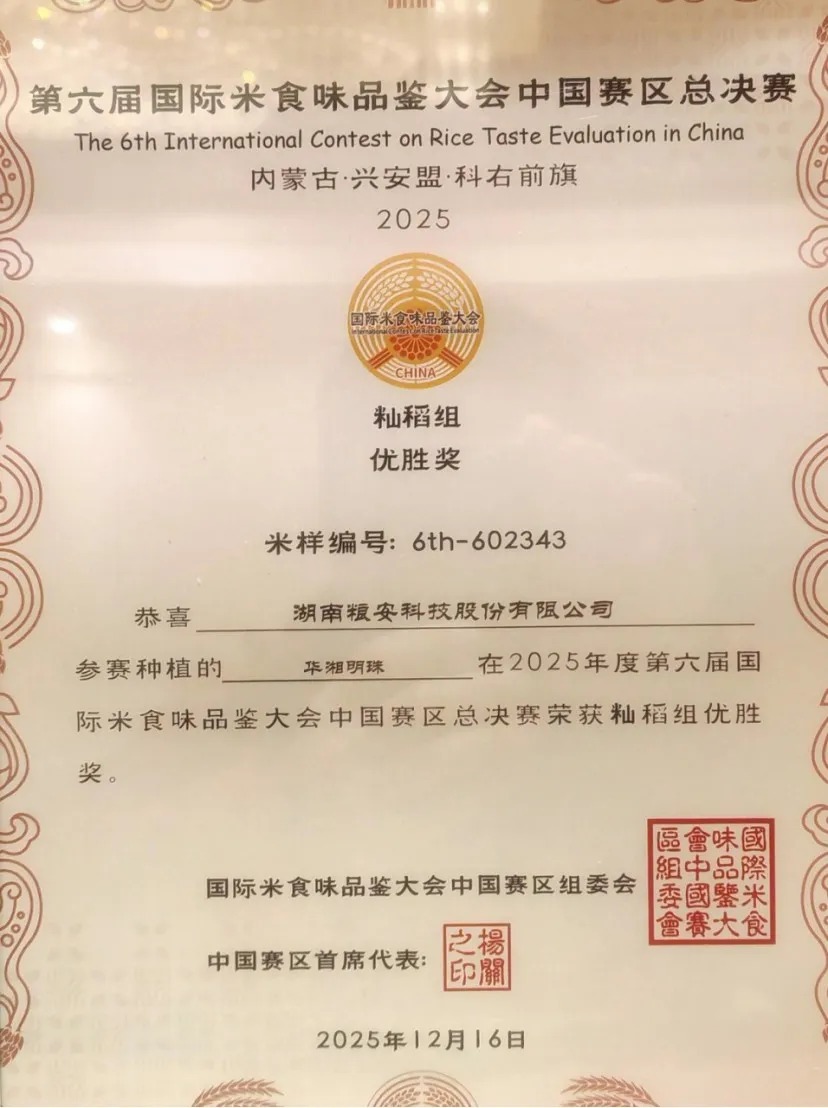 第六届国际米食味品鉴大会中国赛区总决赛
The 6th International Contest on Rice Taste Evaluation in China
内蒙古·兴安盟·科右前旗
2025
国际米食味品鉴大会
International Contest on Rice Taste Evaluation
CHINA
籼稻组
优胜奖
米样编号: 6th-602343
恭喜 湖南粮安科技股份有限公司
参赛种植的 华湘明珠 在2025年度第六届国
际米食味品鉴大会中国赛区总决赛荣获籼稻组优胜
奖。
国际米食味品鉴大会中国赛区组委会
國際米食
味品鑒大
會中國賽
區組委會
中国赛区首席代表:
楊關
之印
2025年12月16日